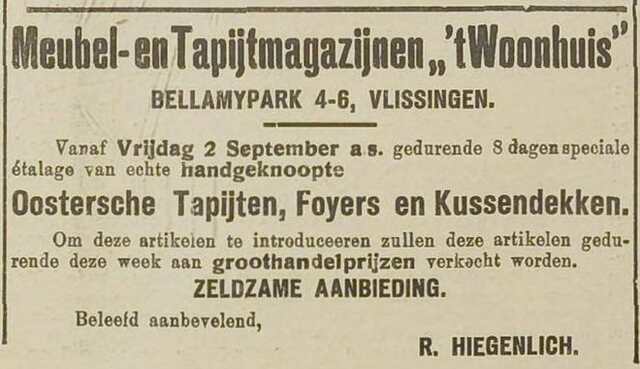 Meubel- en Tapijtmagazijnen „'t Woonhuis”
BELLAMYPARK 4-6, VLISSINGEN.
Vanaf Vrijdag 2 September a s. gedurende 8 dagen speciale
étalage van echte handgeknoopte
Oostersche Tapijten, Foyers en Kussendekken.
Om deze artikelen te introduceeren zullen deze artikelen gedu-
rende deze week aan groothandelprijzen verkocht worden.
ZELDZAME AANBIEDING.
Beleefd aanbevelend,
R. HIEGENLICH.